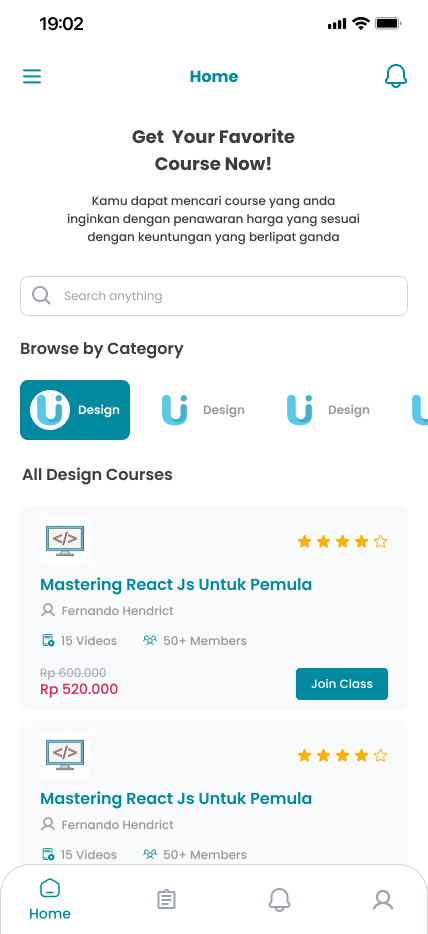 19:02
Home
Get Your Favorite
Course Now!
Kamu dapat mencari course yang anda
inginkan dengan penawaran harga yang sesuai
dengan keuntungan yang berlipat ganda
Search anything
Browse by Category
Design
Design
Design
All Design Courses
</>
Mastering React Js Untuk Pemula
Fernando Hendrict
15 Videos
50+ Members
Rp 600.000
Rp 520.000
Join Class
</>
Mastering React Js Untuk Pemula
Fernando Hendrict
15 Videos
50+ Members
Home